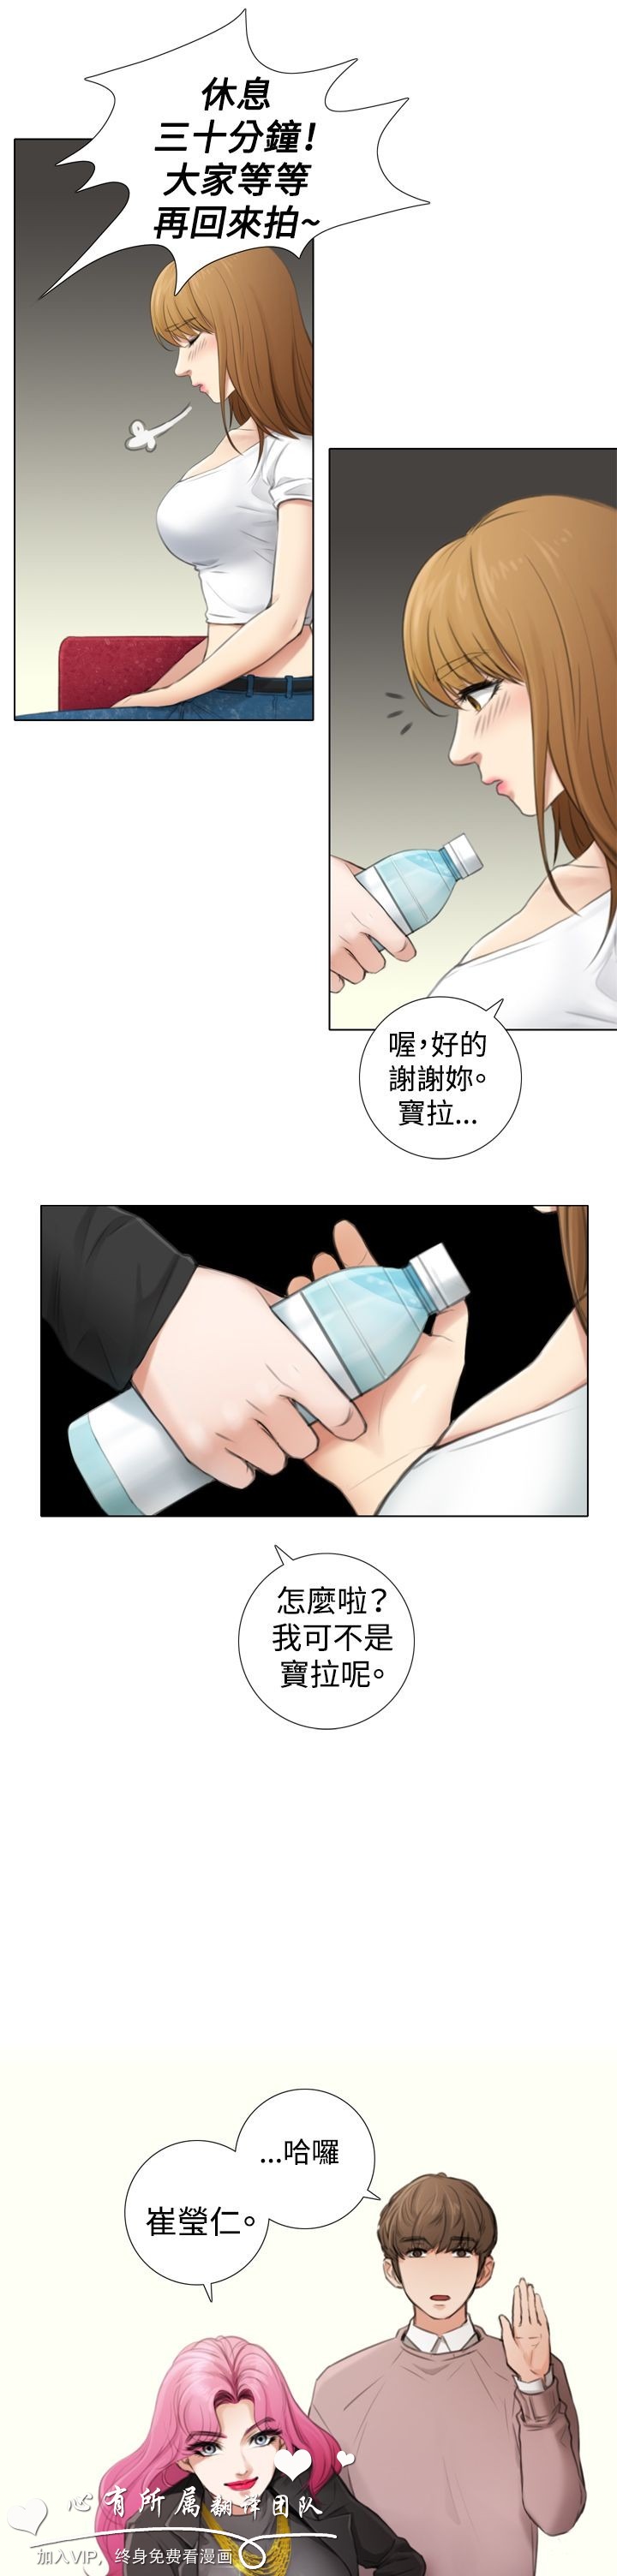 休息
三十分鐘!
大家等等
再回來拍~
喔，好的
謝謝妳。
寶拉...
怎麼啦？
我可不是
寶拉呢。
...哈囉
崔瑩仁。
心有所属翻译团队
加入VIP，终身免费看漫画